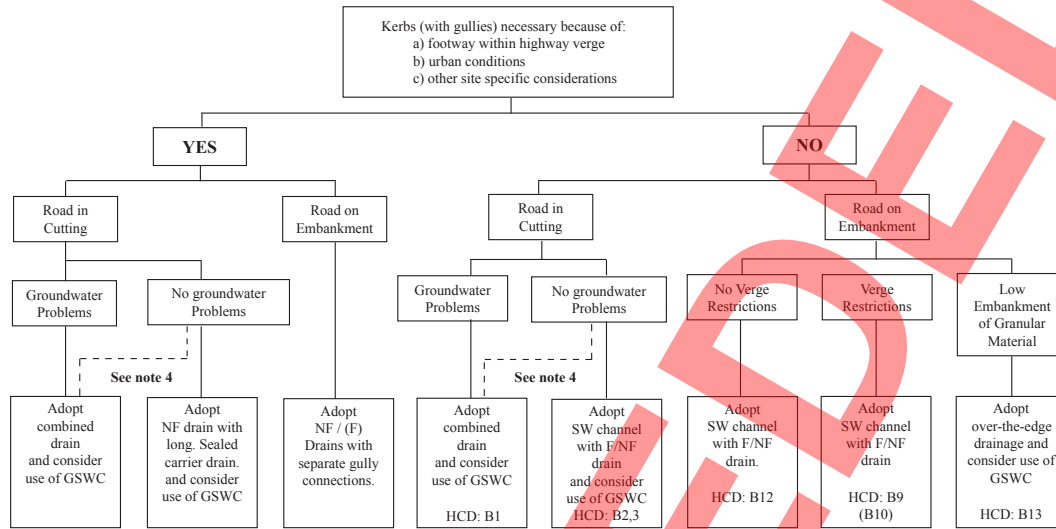 Kerbs (with gullies) necessary because of:
a) footway within highway verge
b) urban conditions
c) other site specific considerations
YES
NO
Road in
Cutting
Road on
Embankment
Road in
Cutting
Road on
Embankment
Groundwater
Problems
No groundwater
Problems
Groundwater
Problems
No groundwater
Problems
No Verge
Restrictions
Verge
Restrictions
Low
Embankment
of Granular
Material
See note 4
See note 4
Adopt
combined
drain
and consider
use of GSWC
Adopt
NF drain with
long. Sealed
carrier drain.
and consider
use of GSWC
Adopt
NF / (F)
Drains with
separate gully
connections.
Adopt
combined
drain
and consider
use of GSWC
HCD: B1
Adopt
SW channel
with F/NF
drain
and consider
use of GSWC
HCD: B2,3
Adopt
SW channel
with F/NF
drain.
HCD: B12
Adopt
SW channel
with F/NF
drain
HCD: B9
(B10)
Adopt
over-the-edge
drainage and
consider use of
GSWC
HCD: B13